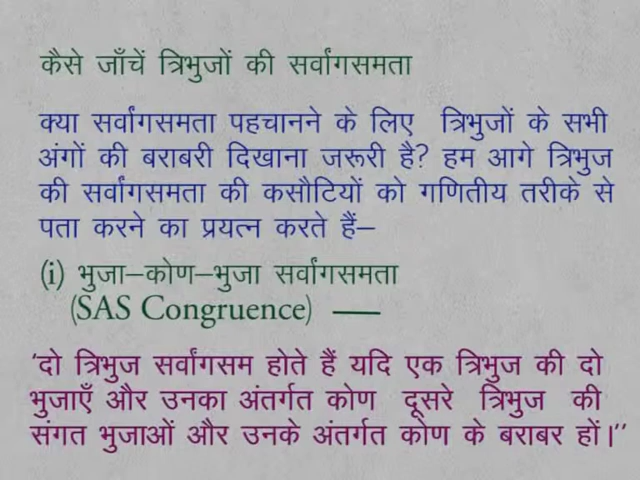 कैसे जाँचें त्रिभुजों की सर्वांगसमता
क्या सर्वांगसमता पहचानने के लिए त्रिभुजों के सभी
अंगों की बराबरी दिखाना जरूरी है? हम आगे त्रिभुज
की सर्वांगसमता की कसौटियों को गणितीय तरीके से
पता करने का प्रयत्न करते हैं–
(i) भुजा–कोण–भुजा सर्वांगसमता
(SAS Congruence) —
'दो त्रिभुज सर्वांगसम होते हैं यदि एक त्रिभुज की दो
भुजाएँ और उनका अंतर्गत कोण दूसरे त्रिभुज की
संगत भुजाओं और उनके अंतर्गत कोण के बराबर हों।''